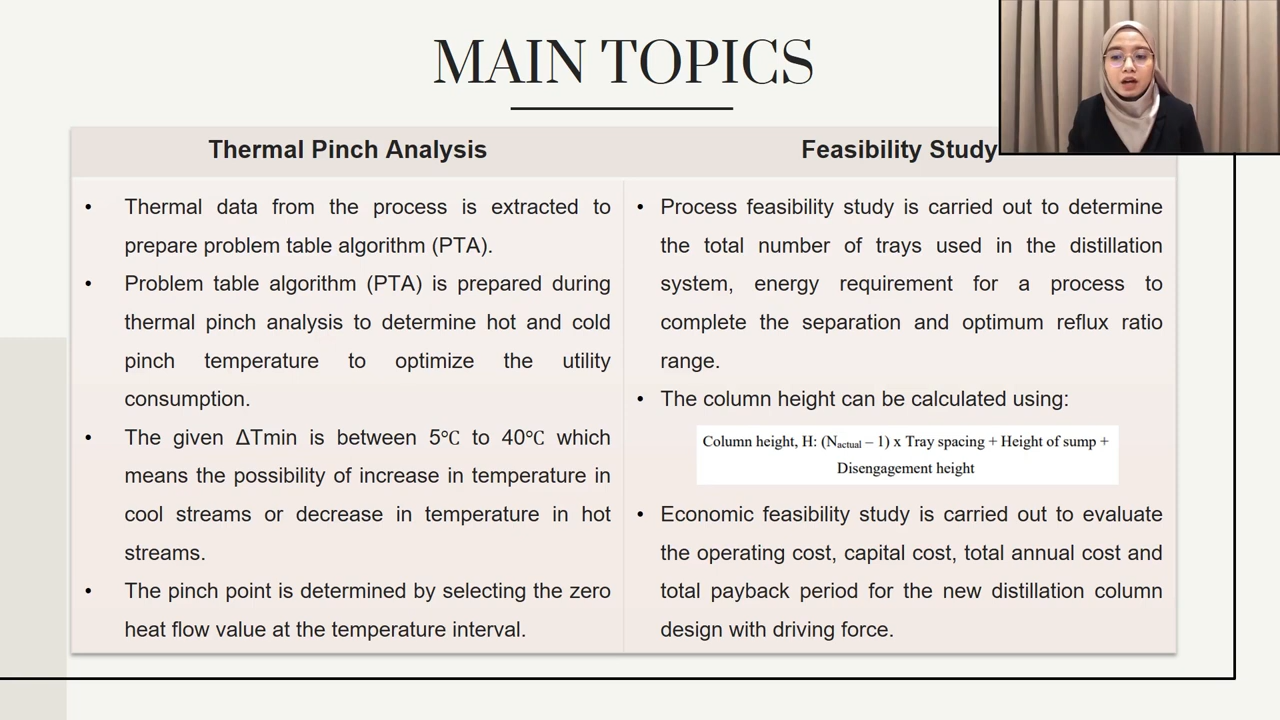 MAIN TOPICS
Thermal Pinch Analysis
• Thermal data from the process is extracted to
prepare problem table algorithm (PTA).
• Problem table algorithm (PTA) is prepared during
thermal pinch analysis to determine hot and cold
pinch temperature to optimize the utility
consumption.
• The given ΔTmin is between 5℃ to 40℃ which
means the possibility of increase in temperature in
cool streams or decrease in temperature in hot
streams.
• The pinch point is determined by selecting the zero
heat flow value at the temperature interval.
Feasibility Study
• Process feasibility study is carried out to determine
the total number of trays used in the distillation
system, energy requirement for a process to
complete the separation and optimum reflux ratio
range.
• The column height can be calculated using:
Column height, H: (Nactual – 1) x Tray spacing + Height of sump +
Disengagement height
• Economic feasibility study is carried out to evaluate
the operating cost, capital cost, total annual cost and
total payback period for the new distillation column
design with driving force.